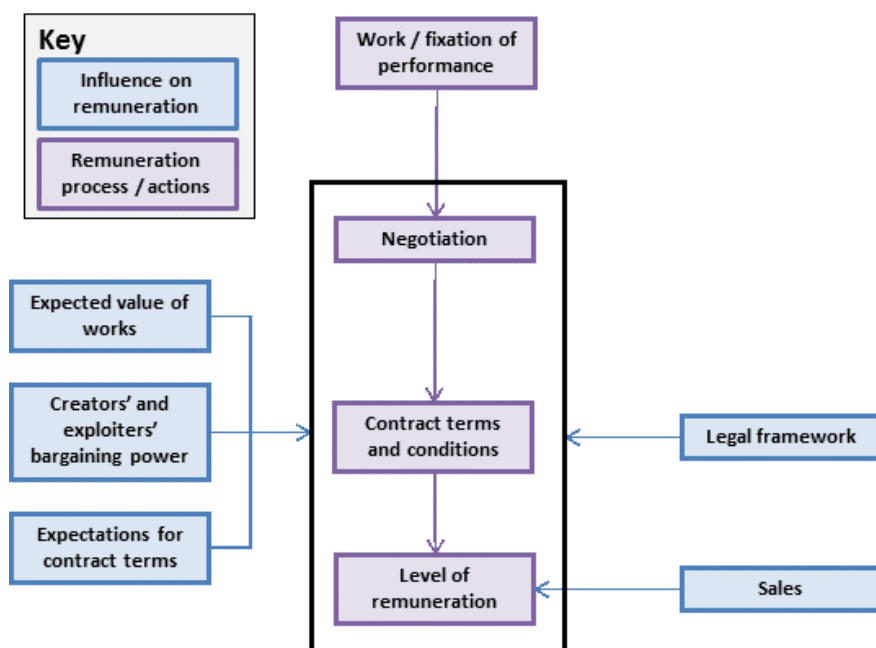 Key
Influence on
remuneration
Remuneration
process / actions
Work / fixation of
performance
Negotiation
Expected value of
works
Creators’ and
exploiters’
bargaining power
Expectations for
contract terms
Contract terms
and conditions
Level of
remuneration
Legal framework
Sales